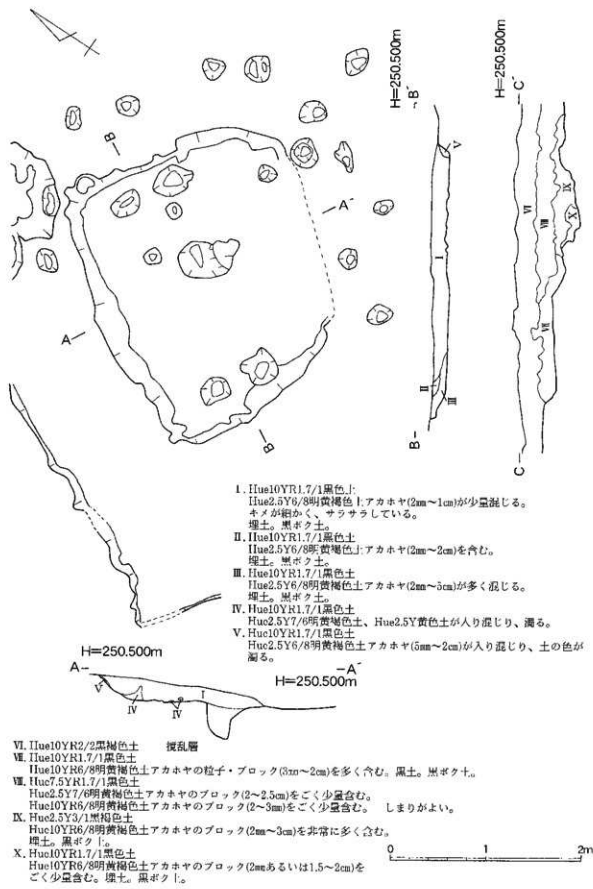 H=250.500m
B´
H=250.500m
C´
B
A´
A
B
V
I
II
III
B
VI
VIII
IX
X
VII
C
I. Hue10YR1.7/1黒色土
Hue2.5Y6/8明黄褐色土アカホヤ(2mm～1cm)が少量混じる。
キメが細かく、サラサラしている。
埋土。黒ボク土。
II. Hue10YR1.7/1黒色土
Hue2.5Y6/8明黄褐色土アカホヤ(2mm～2cm)を含む。
埋土。黒ボク土。
III. Hue10YR1.7/1黒色土
Hue2.5Y6/8明黄褐色土アカホヤ(2mm～5cm)が多く混じる。
埋土。黒ボク土。
IV. Hue10YR1.7/1黒色土
Hue2.5Y7/6明黄褐色土、Hue2.5Y黄色土が入り混じり、濁る。
V. Hue10YR1.7/1黒色土
Hue2.5Y6/8明黄褐色土アカホヤ(5mm～2cm)が入り混じり、土の色が
濁る。
H=250.500m
A
A´
H=250.500m
V
IV
IV
I
VI. Hue10YR2/2黒褐色土 撹乱層
VII. Hue10YR1.7/1黒色土
Hue10YR6/8明黄褐色土アカホヤの粒子・ブロック(3mm～2cm)を多く含む。黒土。黒ボク土。
VIII. Hue7.5YR1.7/1黒色土
Hue2.5Y7/6明黄褐色土アカホヤのブロック(2～2.5cm)をごく少量含む。
Hue10YR6/8明黄褐色土アカホヤのブロック(2～3mm)をごく少量含む。 しまりがよい。
IX. Hue2.5Y3/1黒褐色土
Hue10YR6/8明黄褐色土アカホヤのブロック(2mm～3cm)を非常に多く含む。
埋土。黒ボク土。
X. Hue10YR1.7/1黒色土
Hue10YR6/8明黄褐色土アカホヤのブロック(2mmあるいは1.5～2cm)を
ごく少量含む。埋土。黒ボク土。
0 1 2m